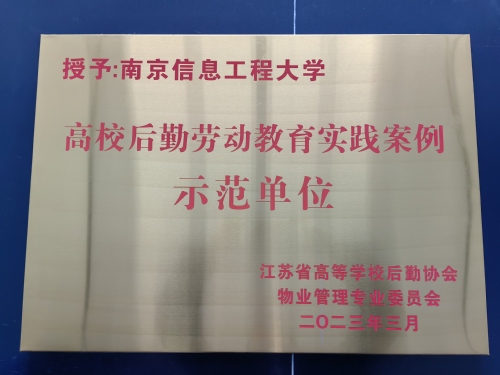 授予:南京信息工程大学
高校后勤劳动教育实践案例
示范单位
江苏省高等学校后勤协会
物业管理专业委员会
二〇二三年三月